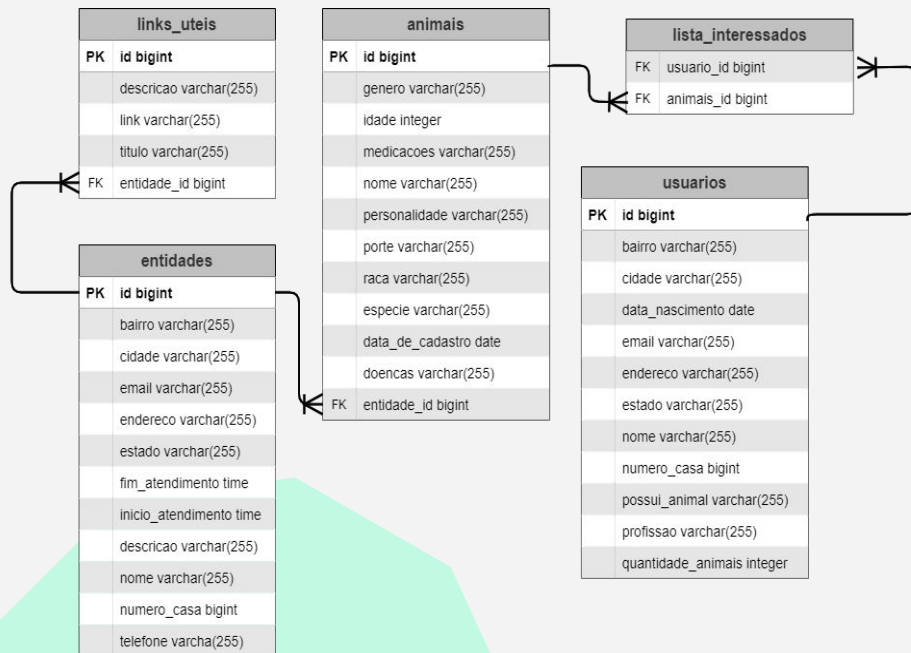 links_uteis
PK id bigint
descricao varchar(255)
link varchar(255)
titulo varchar(255)
FK entidade_id bigint
entidades
PK id bigint
bairro varchar(255)
cidade varchar(255)
email varchar(255)
endereco varchar(255)
estado varchar(255)
fim_atendimento time
inicio_atendimento time
descricao varchar(255)
nome varchar(255)
numero_casa bigint
telefone varcha(255)
animais
PK id bigint
genero varchar(255)
idade integer
medicacoes varchar(255)
nome varchar(255)
personalidade varchar(255)
porte varchar(255)
raca varchar(255)
especie varchar(255)
data_de_cadastro date
doencas varchar(255)
FK entidade_id bigint
lista_interessados
FK usuario_id bigint
FK animais_id bigint
usuarios
PK id bigint
bairro varchar(255)
cidade varchar(255)
data_nascimento date
email varchar(255)
endereco varchar(255)
estado varchar(255)
nome varchar(255)
numero_casa bigint
possui_animal varchar(255)
profissao varchar(255)
quantidade_animais integer